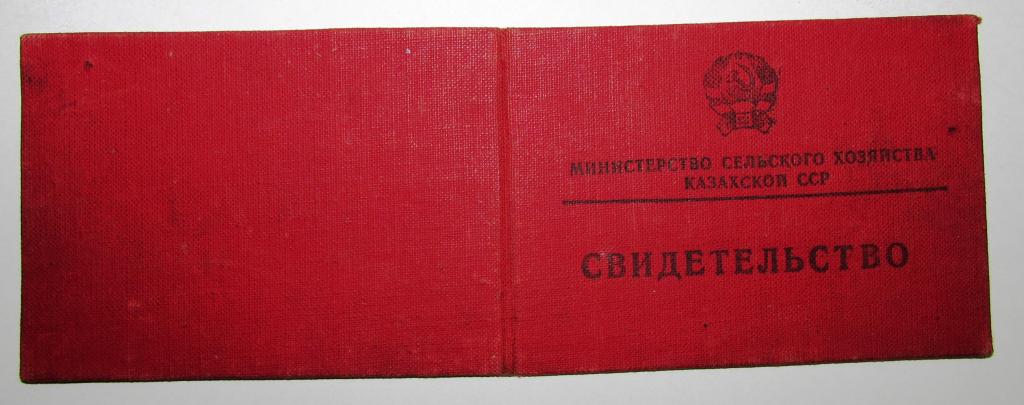 МИНИСТЕРСТВО СЕЛЬСКОГО ХОЗЯЙСТВА
КАЗАХСКОЙ ССР
СВИДЕТЕЛЬСТВО